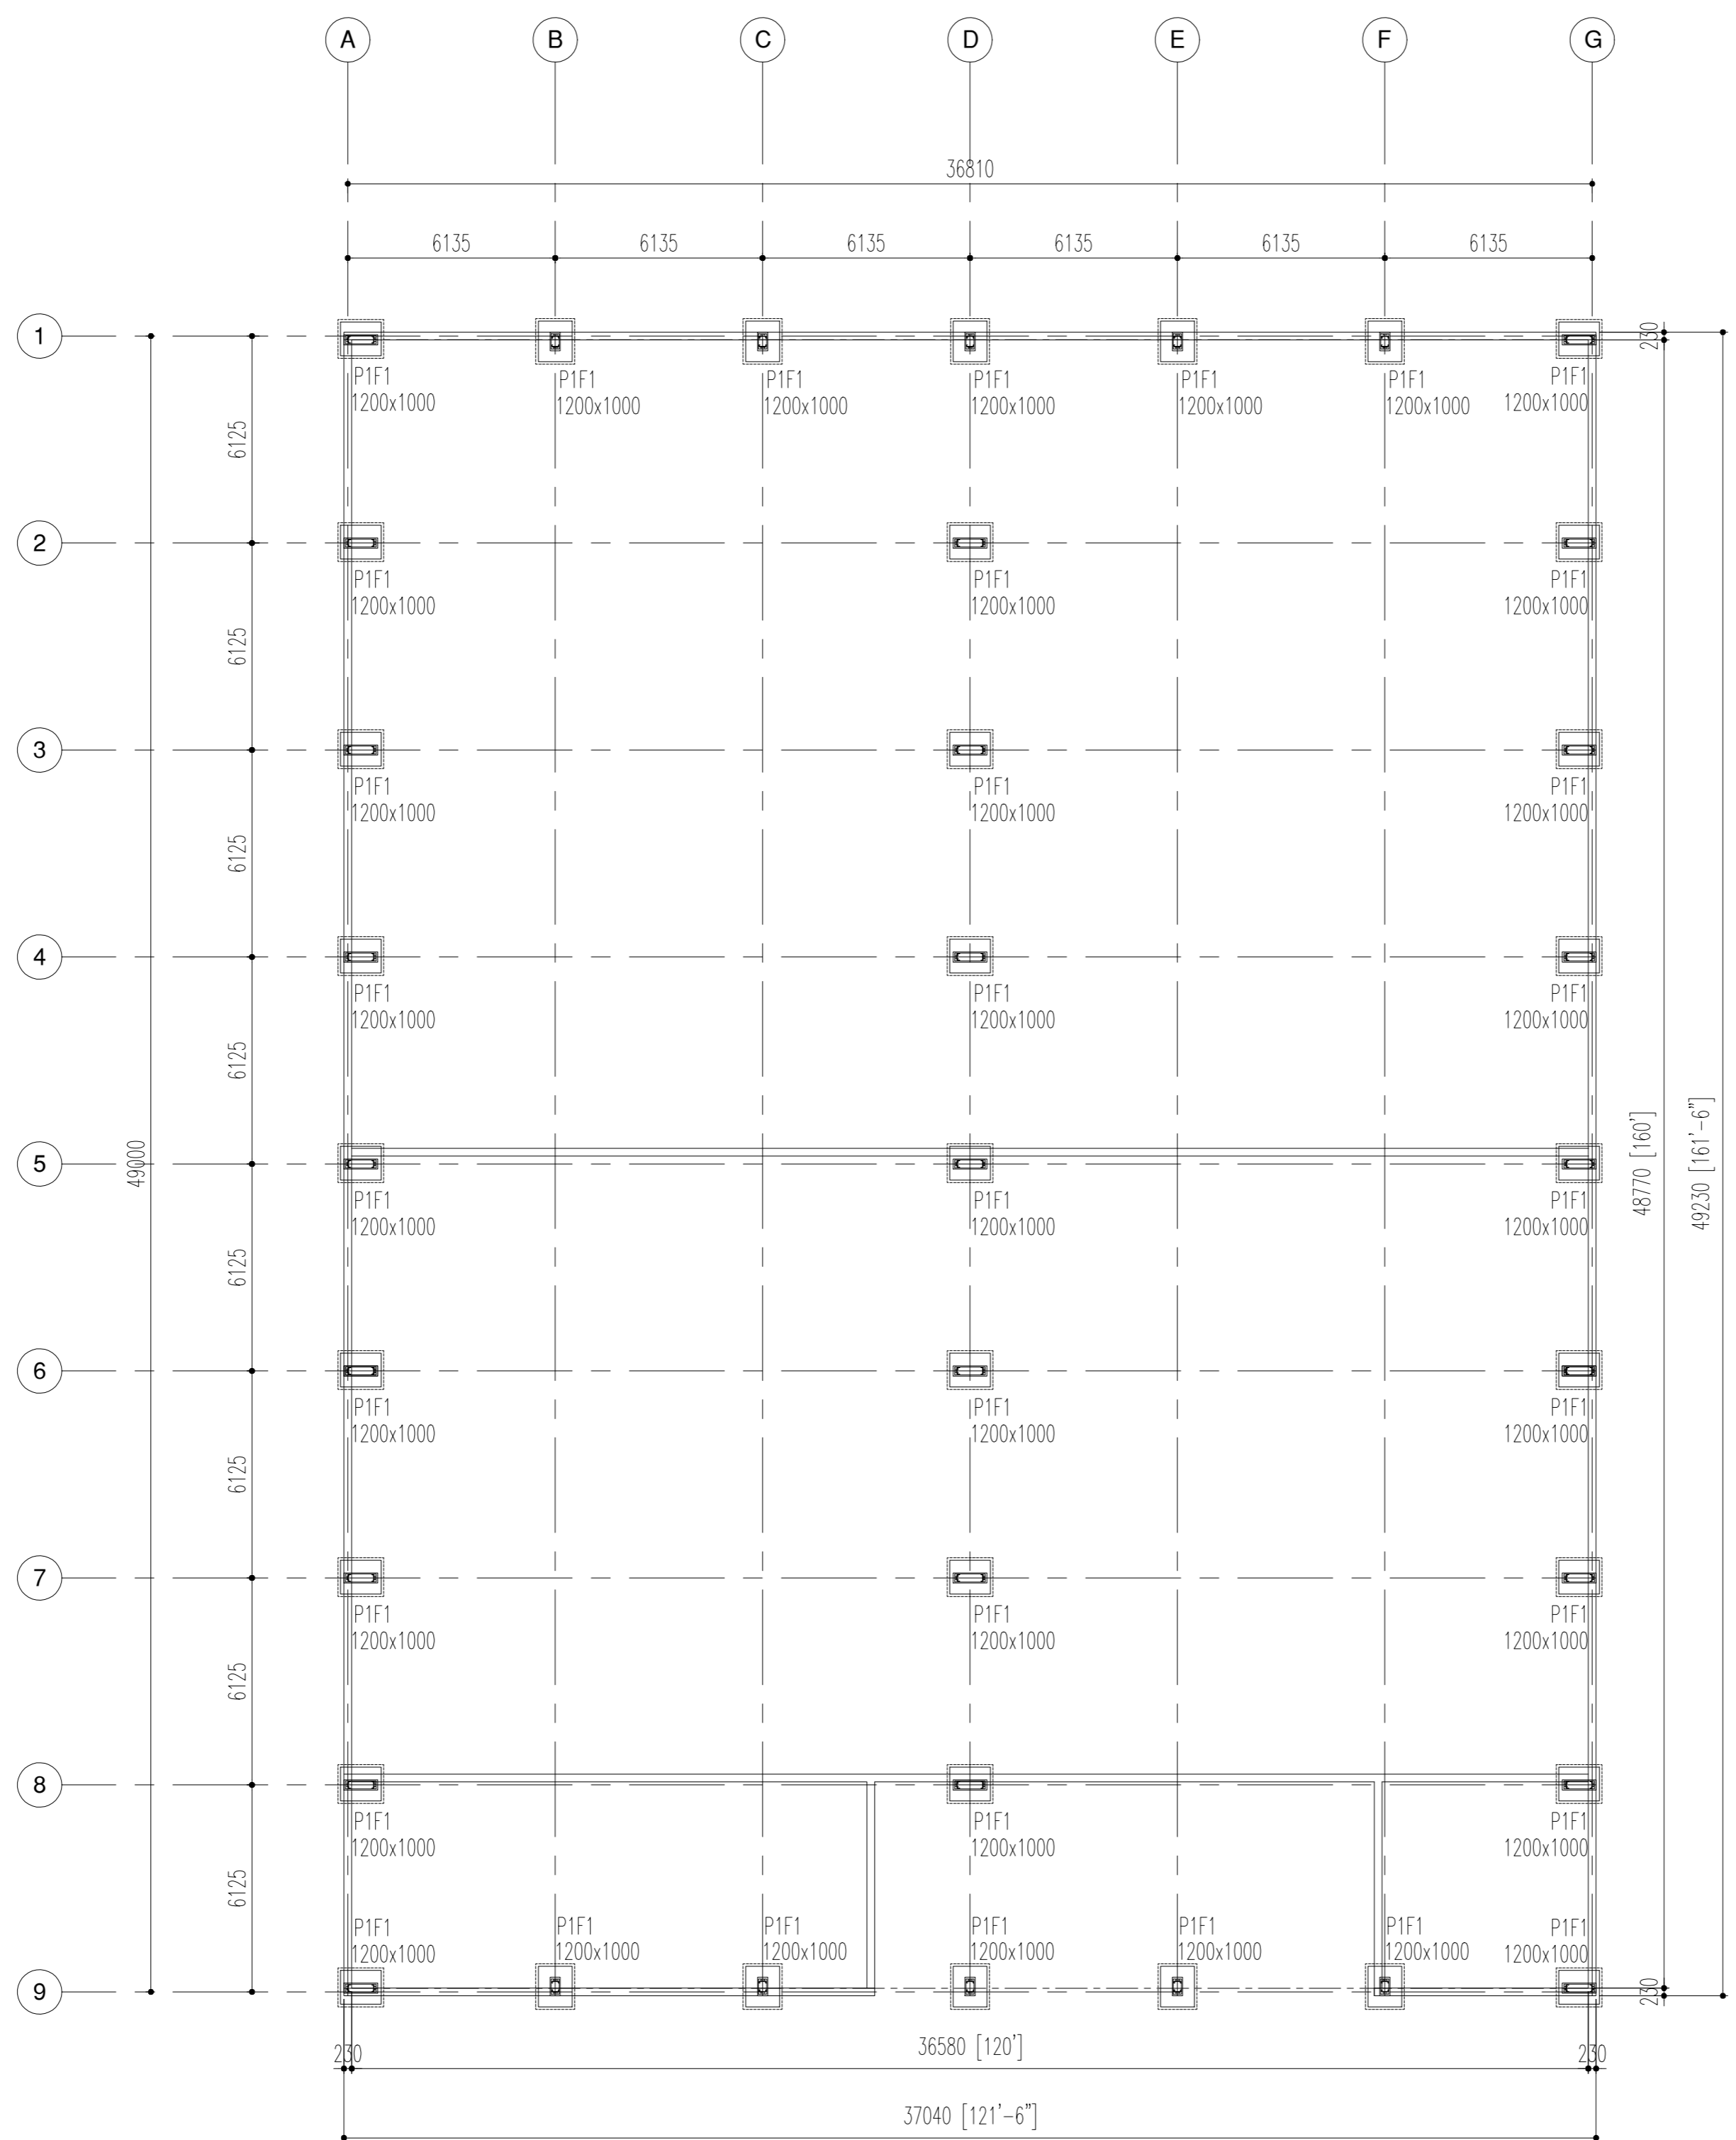 A B C D E F G
36810
6135 6135 6135 6135 6135 6135
1
230
P1F1 P1F1 P1F1 P1F1 P1F1 P1F1 P1F1
1200x1000 1200x1000 1200x1000 1200x1000 1200x1000 1200x1000 1200x1000
6125
2
P1F1 P1F1 P1F1
1200x1000 1200x1000 1200x1000
6125
3
P1F1 P1F1 P1F1
1200x1000 1200x1000 1200x1000
6125
4
P1F1 P1F1 P1F1
1200x1000 1200x1000 1200x1000
6125
49000
5
48770 [160']
49230 [161'-6"]
P1F1 P1F1 P1F1
1200x1000 1200x1000 1200x1000
6125
6
P1F1 P1F1 P1F1
1200x1000 1200x1000 1200x1000
6125
7
P1F1 P1F1 P1F1
1200x1000 1200x1000 1200x1000
6125
8
P1F1 P1F1 P1F1
1200x1000 1200x1000 1200x1000
6125
P1F1 P1F1 P1F1 P1F1 P1F1 P1F1 P1F1
1200x1000 1200x1000 1200x1000 1200x1000 1200x1000 1200x1000 1200x1000
9
230
230 36580 [120'] 230
37040 [121'-6"]